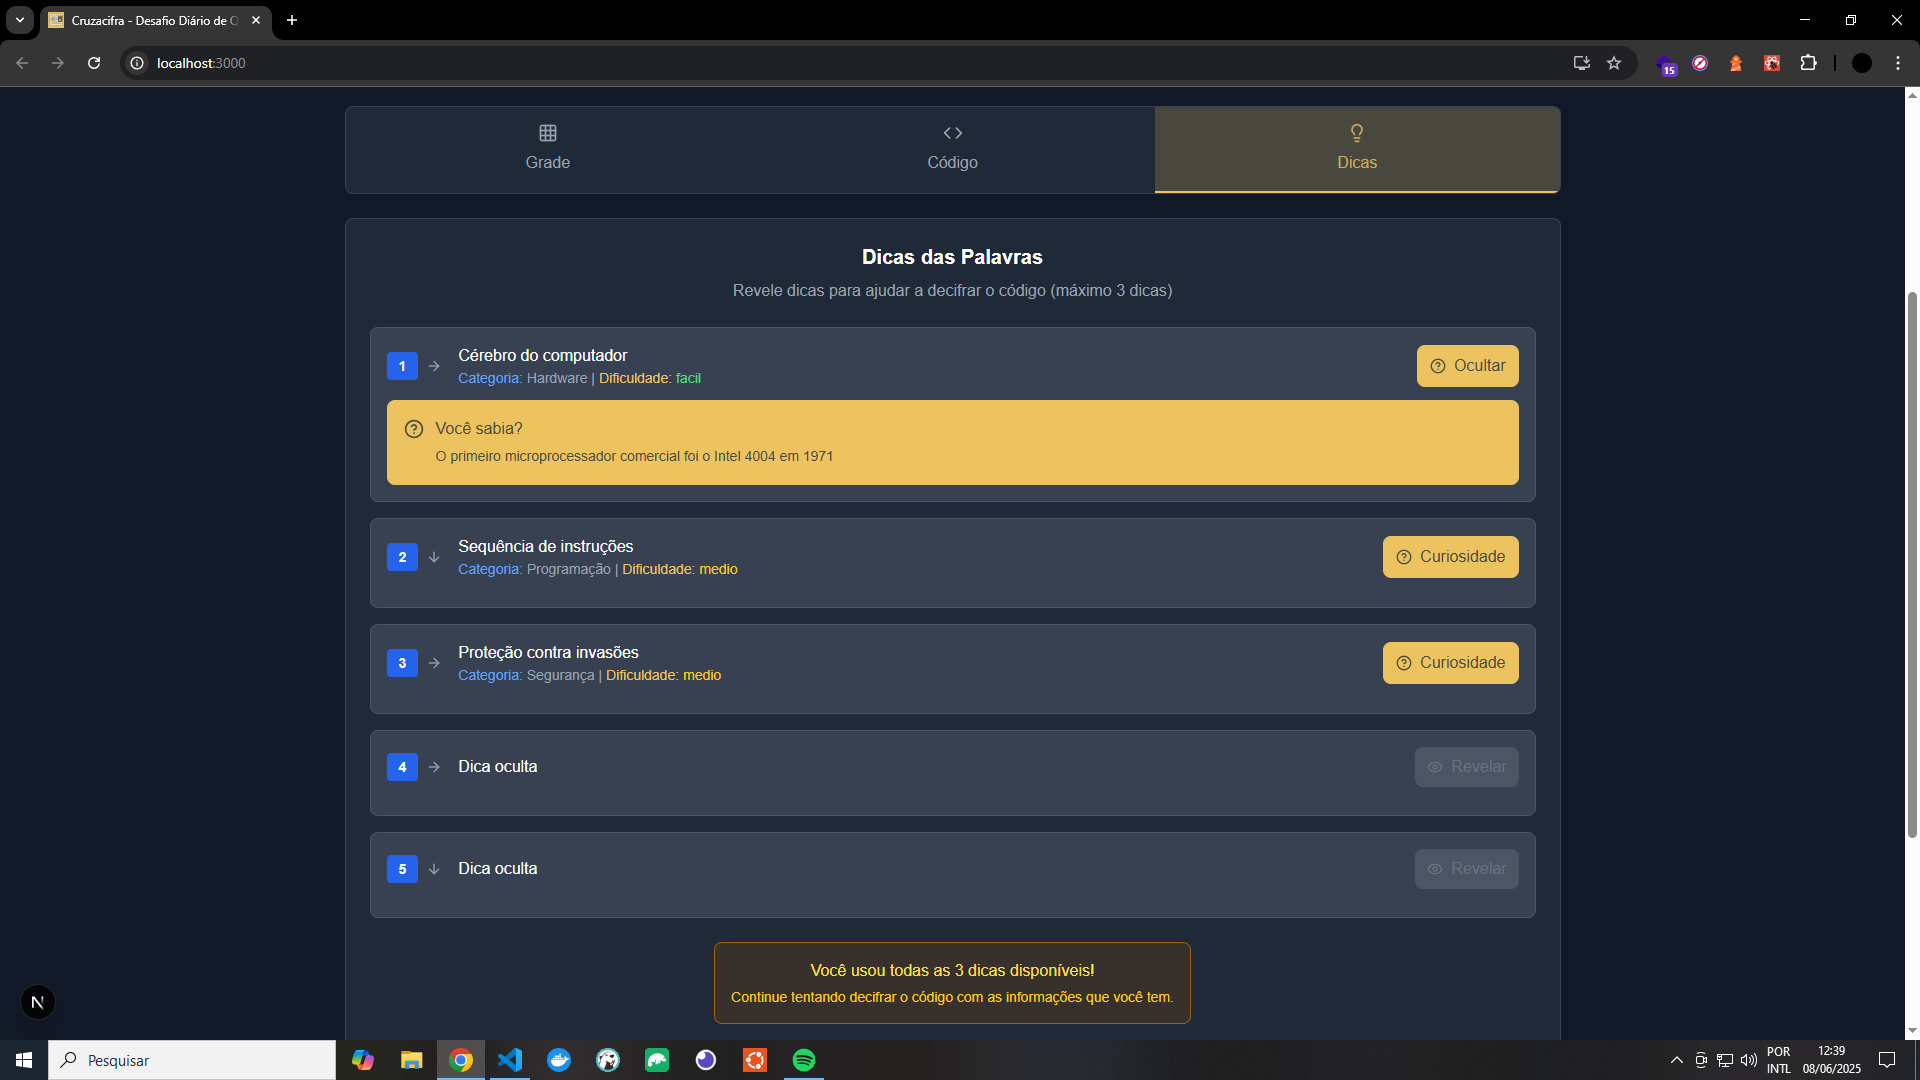 Cruzacifra - Desafio Diário de
localhost:3000
15
Grade
Código
Dicas
Dicas das Palavras
Revele dicas para ajudar a decifrar o código (máximo 3 dicas)
1
Cérebro do computador
Categoria: Hardware | Dificuldade: facil
Ocultar
Você sabia?
O primeiro microprocessador comercial foi o Intel 4004 em 1971
2
Sequência de instruções
Categoria: Programação | Dificuldade: medio
Curiosidade
3
Proteção contra invasões
Categoria: Segurança | Dificuldade: medio
Curiosidade
4
Dica oculta
Revelar
5
Dica oculta
Revelar
Você usou todas as 3 dicas disponíveis!
Continue tentando decifrar o código com as informações que você tem.
N
Pesquisar
POR
INTL
12:39
08/06/2025